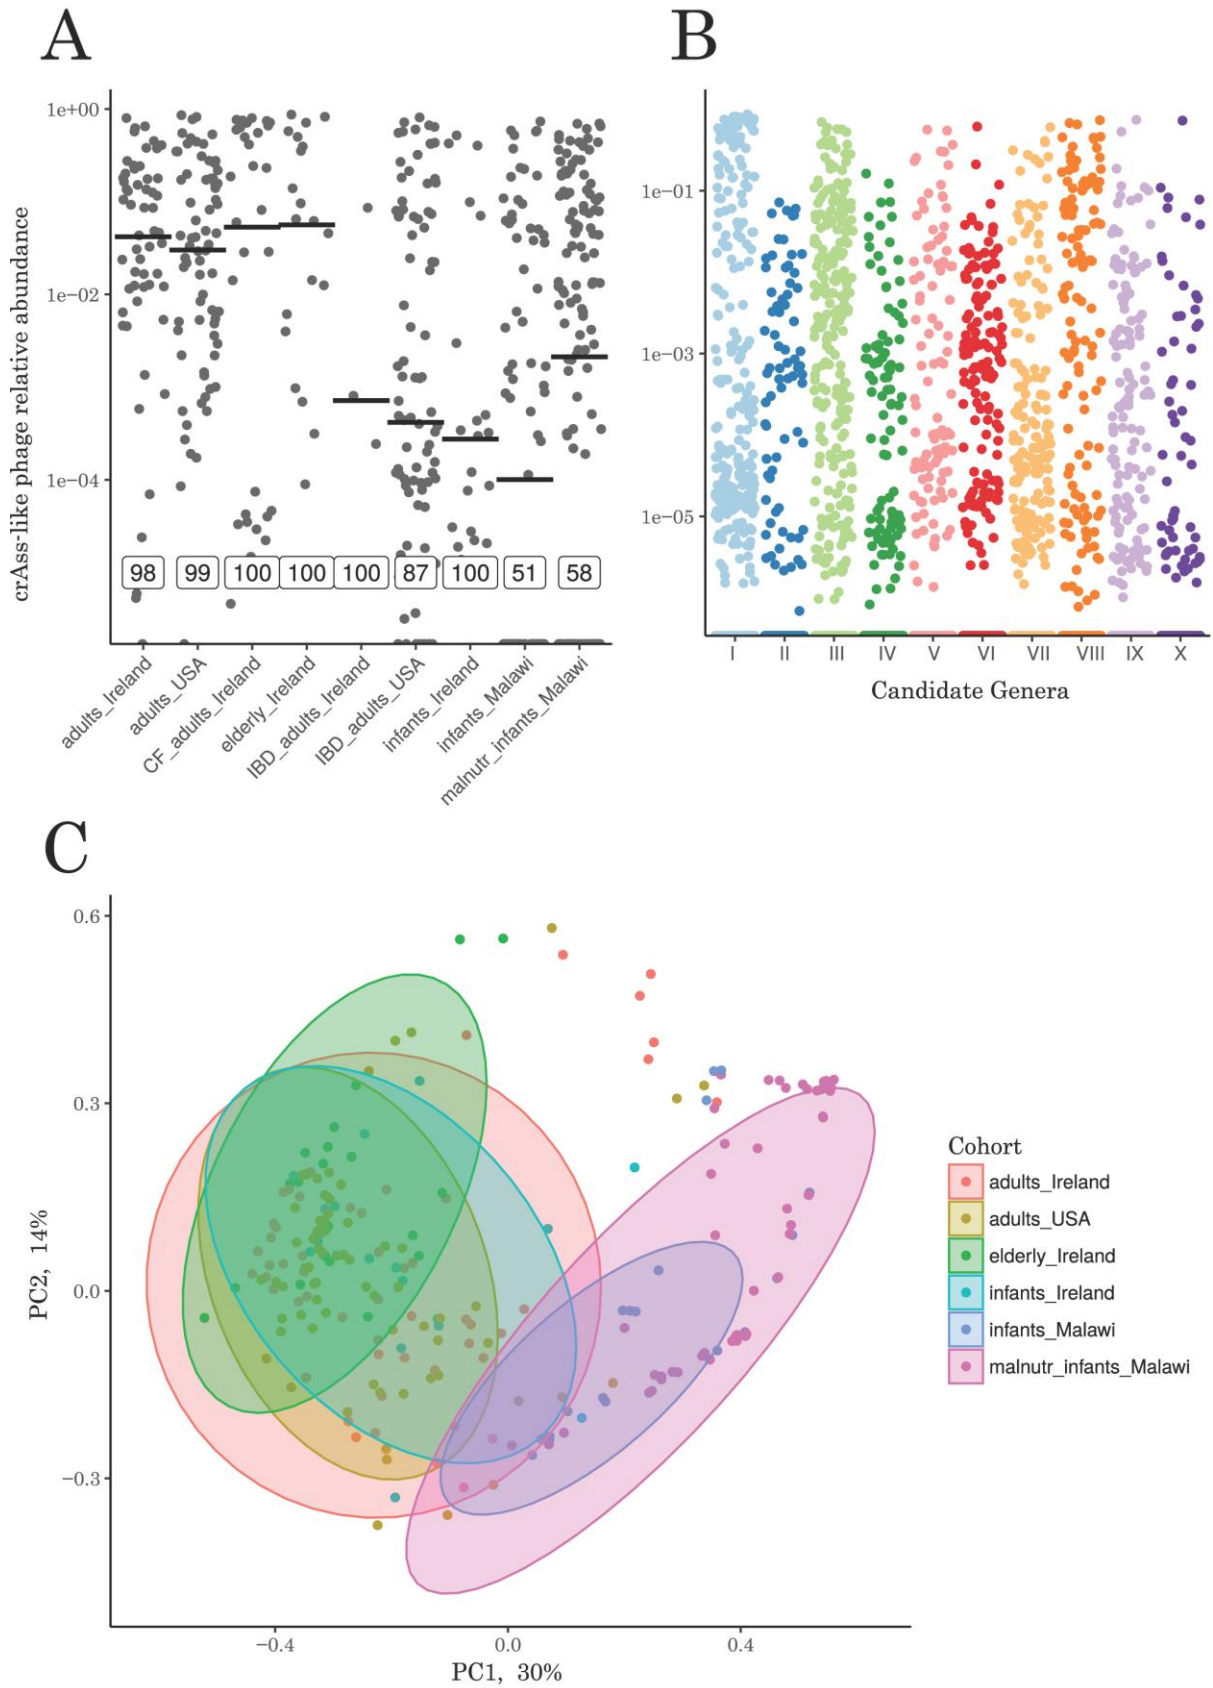 A
crAss-like phage relative abundance
1e+00
1e−02
1e−04
98 99 100 100 100 87 100 51 58
adults_Ireland
adults_USA
CF_adults_Ireland
elderly_Ireland
IBD_adults_Ireland
IBD_adults_USA
infants_Ireland
infants_Malawi
malnutr_infants_Malawi
B
1e−01
1e−03
1e−05
I II III IV V VI VII VIII IX X
Candidate Genera
C
PC2, 14%
0.6
0.3
0.0
−0.3
−0.4 0.0 0.4
PC1, 30%
Cohort
adults_Ireland
adults_USA
elderly_Ireland
infants_Ireland
infants_Malawi
malnutr_infants_Malawi